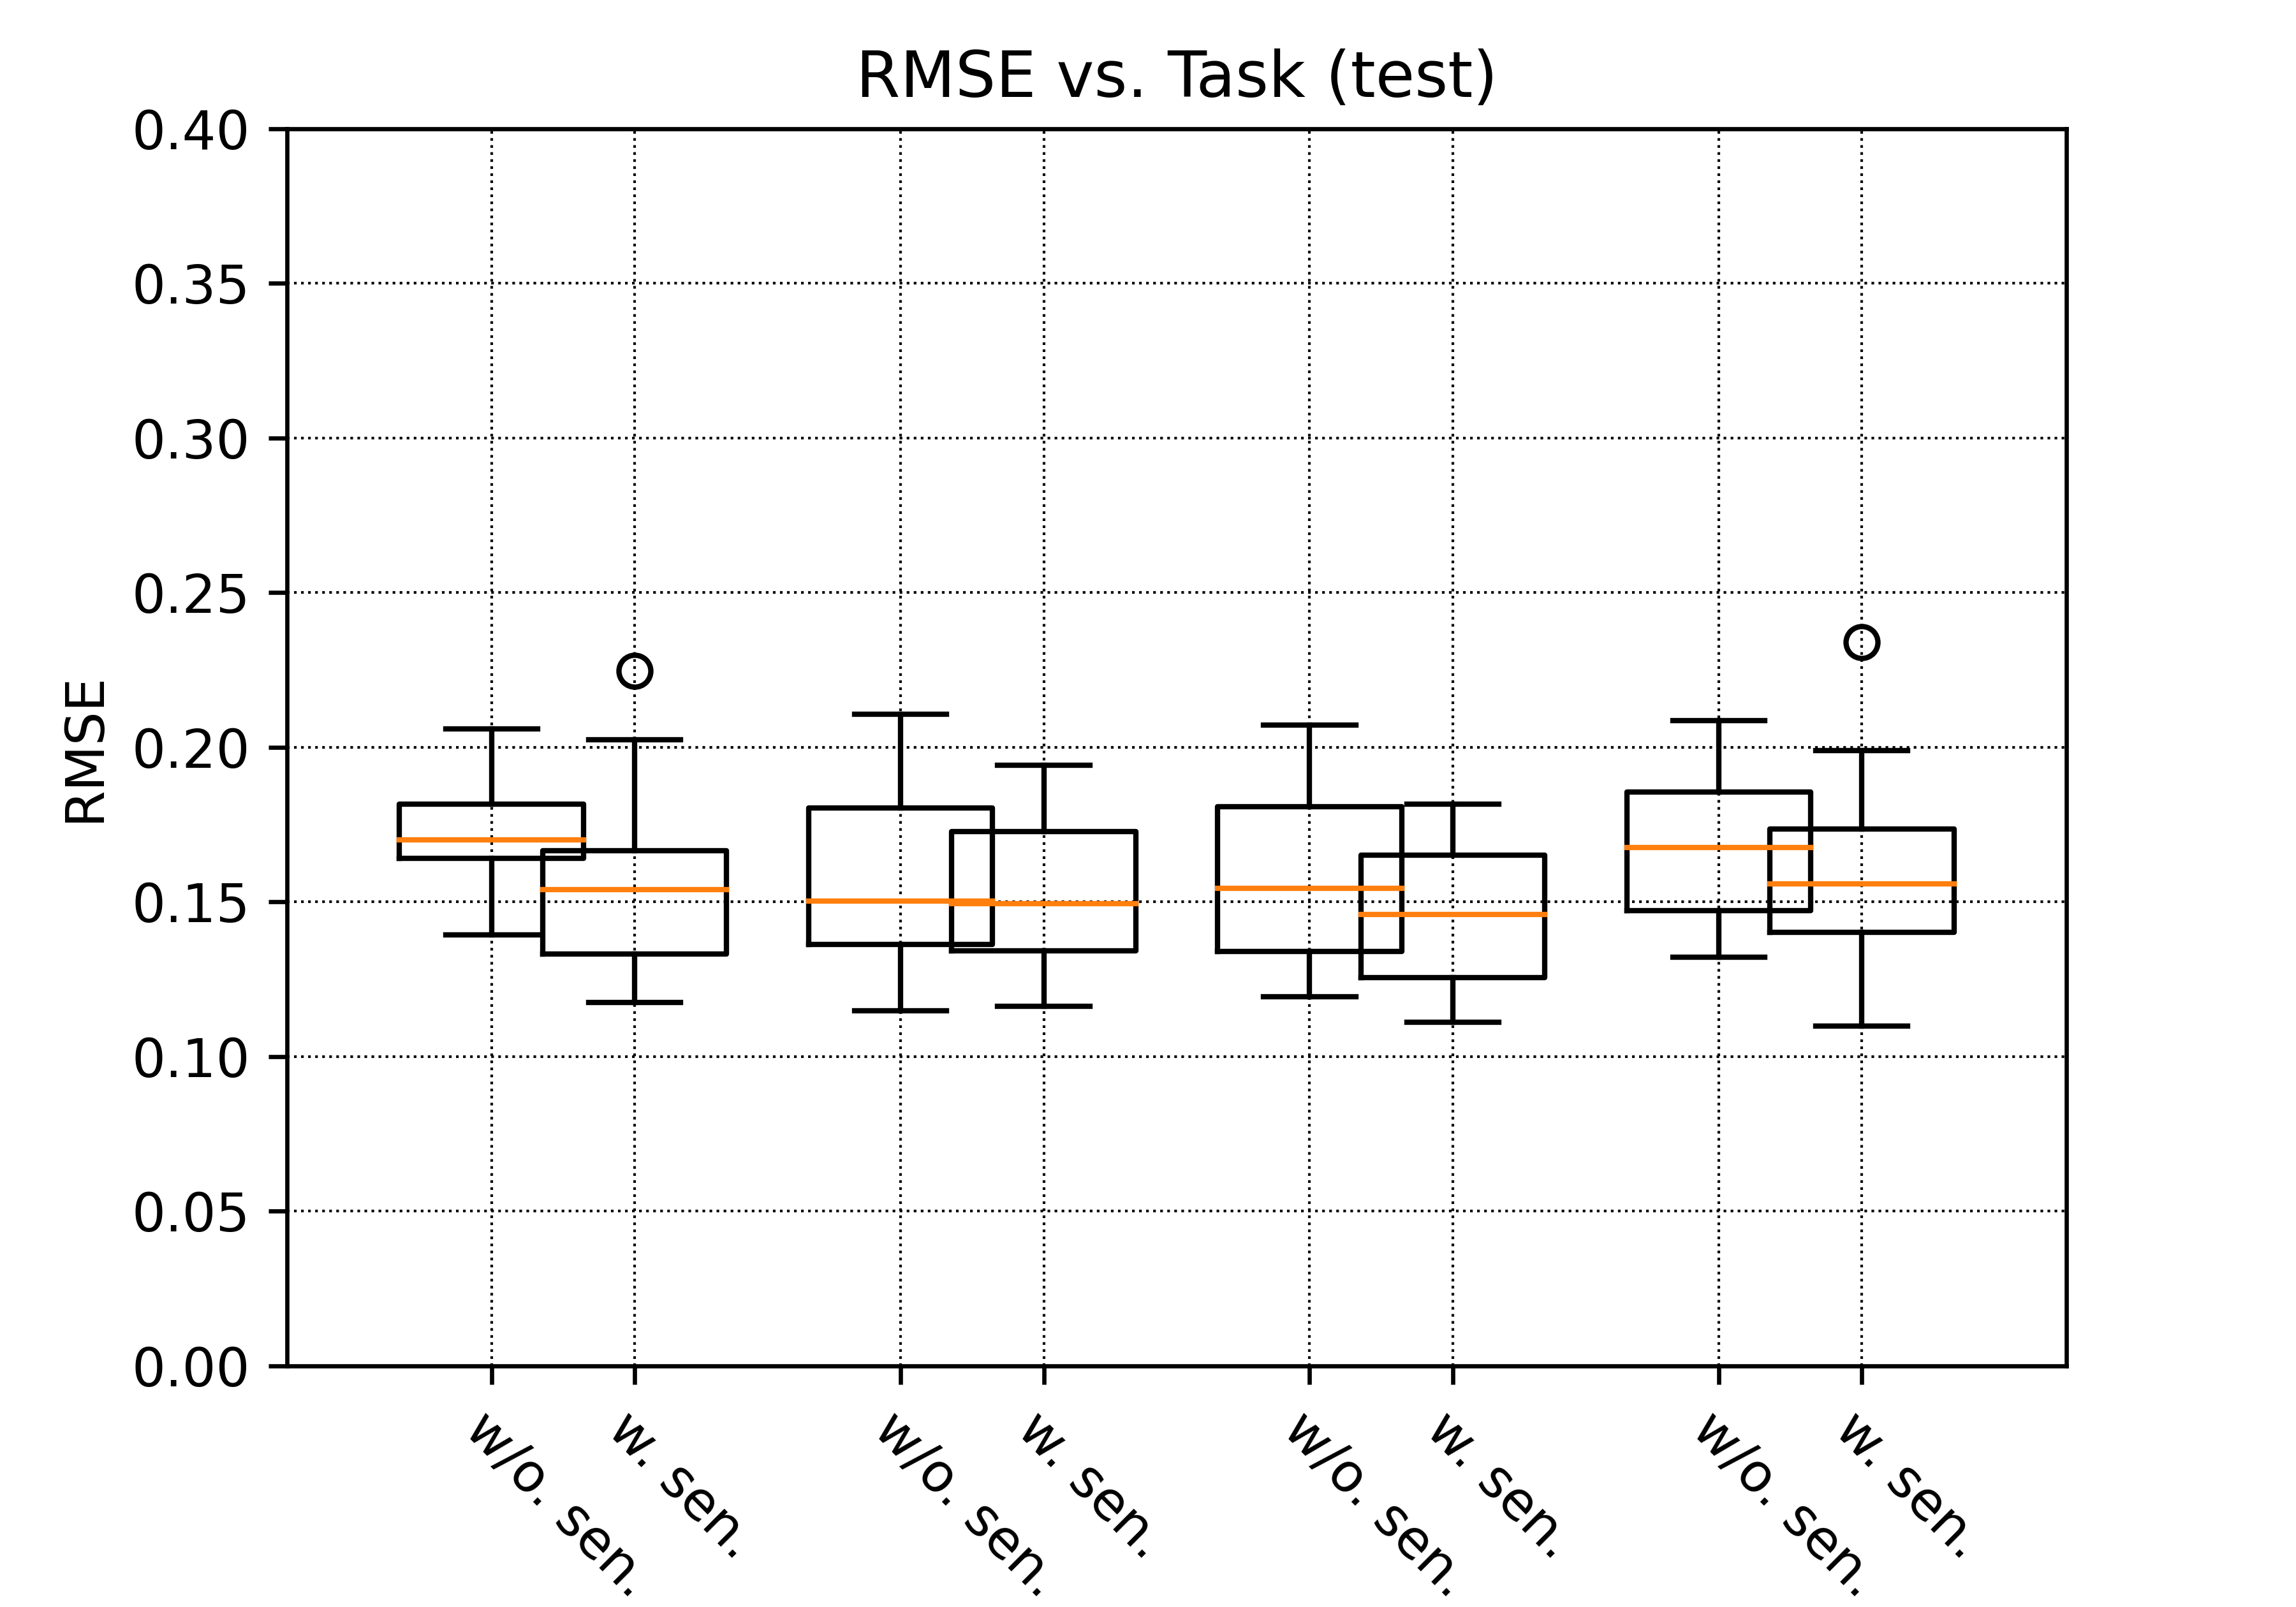 RMSE vs. Task (test)
0.40
0.35
0.30
0.25
0.20
0.15
0.10
0.05
0.00
RMSE
w/o. sen.
w. sen.
w/o. sen.
w. sen.
w/o. sen.
w. sen.
w/o. sen.
w. sen.